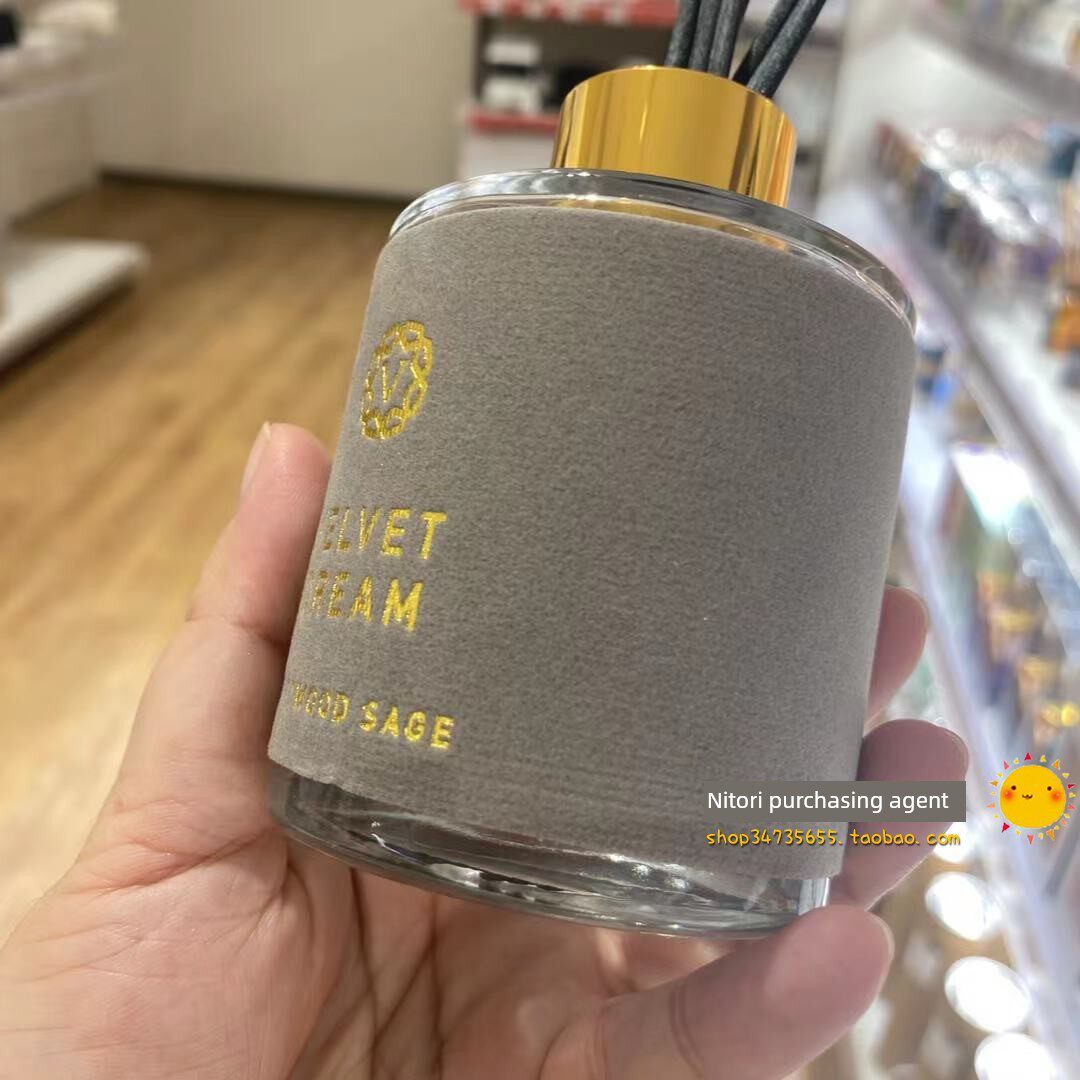 V
ELVET
REAM
WOOD SAGE
Nitori purchasing agent
shop34735655. taobao. com